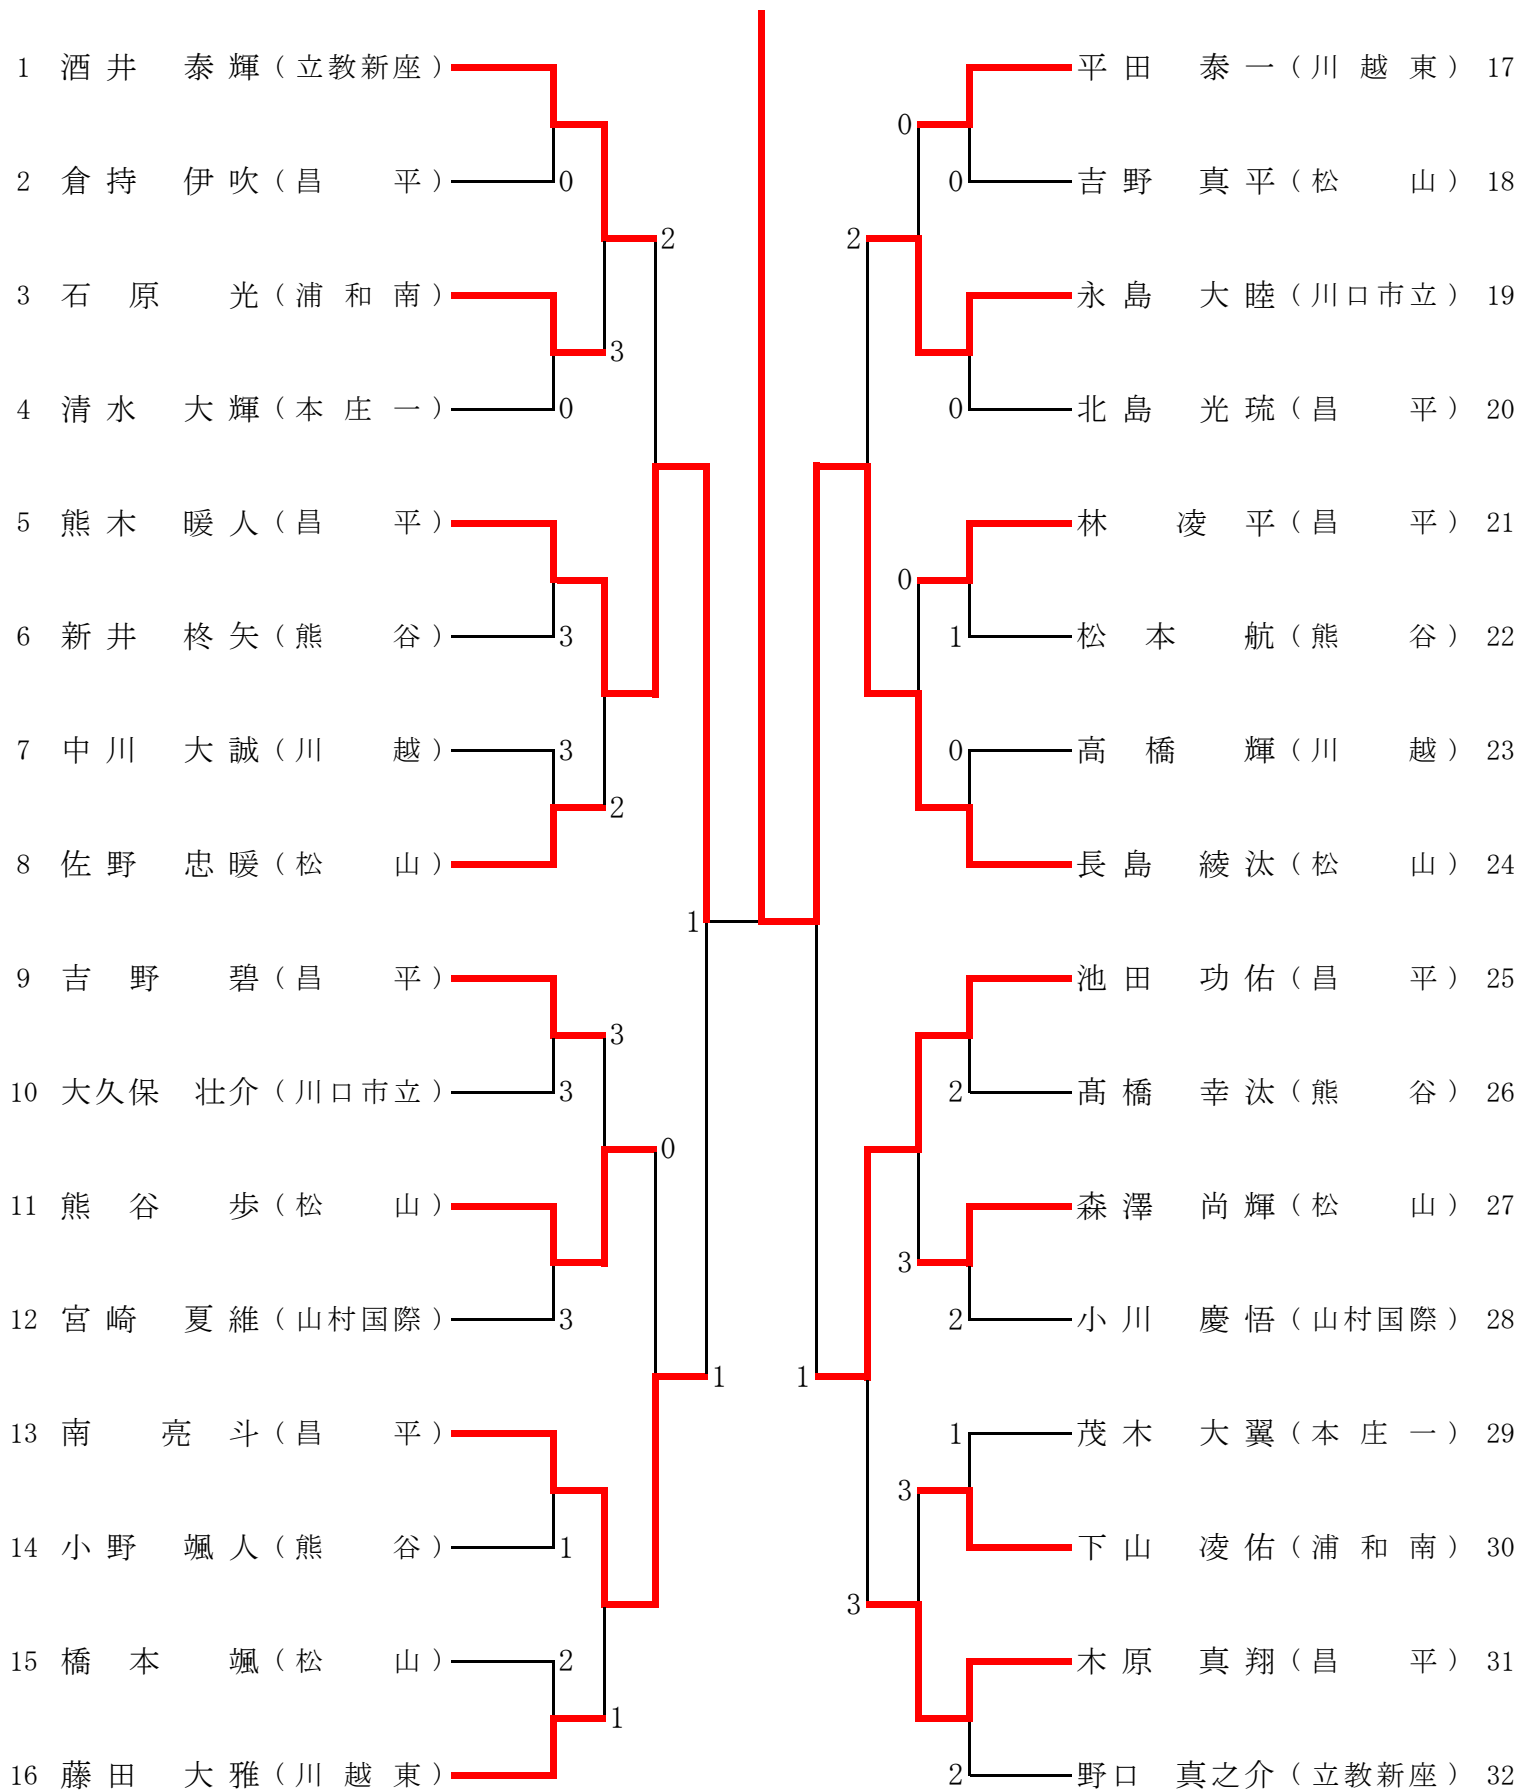 1 酒井 泰輝（立教新座）
2 倉持 伊吹（昌平）
3 石原 光（浦和南）
4 清水 大輝（本庄一）
5 熊木 暖人（昌平）
6 新井 柊矢（熊谷）
7 中川 大誠（川越）
8 佐野 忠暖（松山）
9 吉野 碧（昌平）
10 大久保 壮介（川口市立）
11 熊谷 歩（松山）
12 宮崎 夏維（山村国際）
13 南 亮斗（昌平）
14 小野 颯人（熊谷）
15 橋本 颯（松山）
16 藤田 大雅（川越東）
0
0
3
3
3
3
1
2
3
2
3
1
2
0
1
1
平田 泰一（川越東） 17
吉野 真平（松山） 18
永島 大睦（川口市立） 19
北島 光琉（昌平） 20
林 凌平（昌平） 21
松本 航（熊谷） 22
高橋 輝（川越） 23
長島 綾汰（松山） 24
池田 功佑（昌平） 25
髙橋 幸汰（熊谷） 26
森澤 尚輝（松山） 27
小川 慶悟（山村国際） 28
茂木 大翼（本庄一） 29
下山 凌佑（浦和南） 30
木原 真翔（昌平） 31
野口 真之介（立教新座） 32
0
0
1
0
2
2
1
2
0
0
3
3
2
3
1